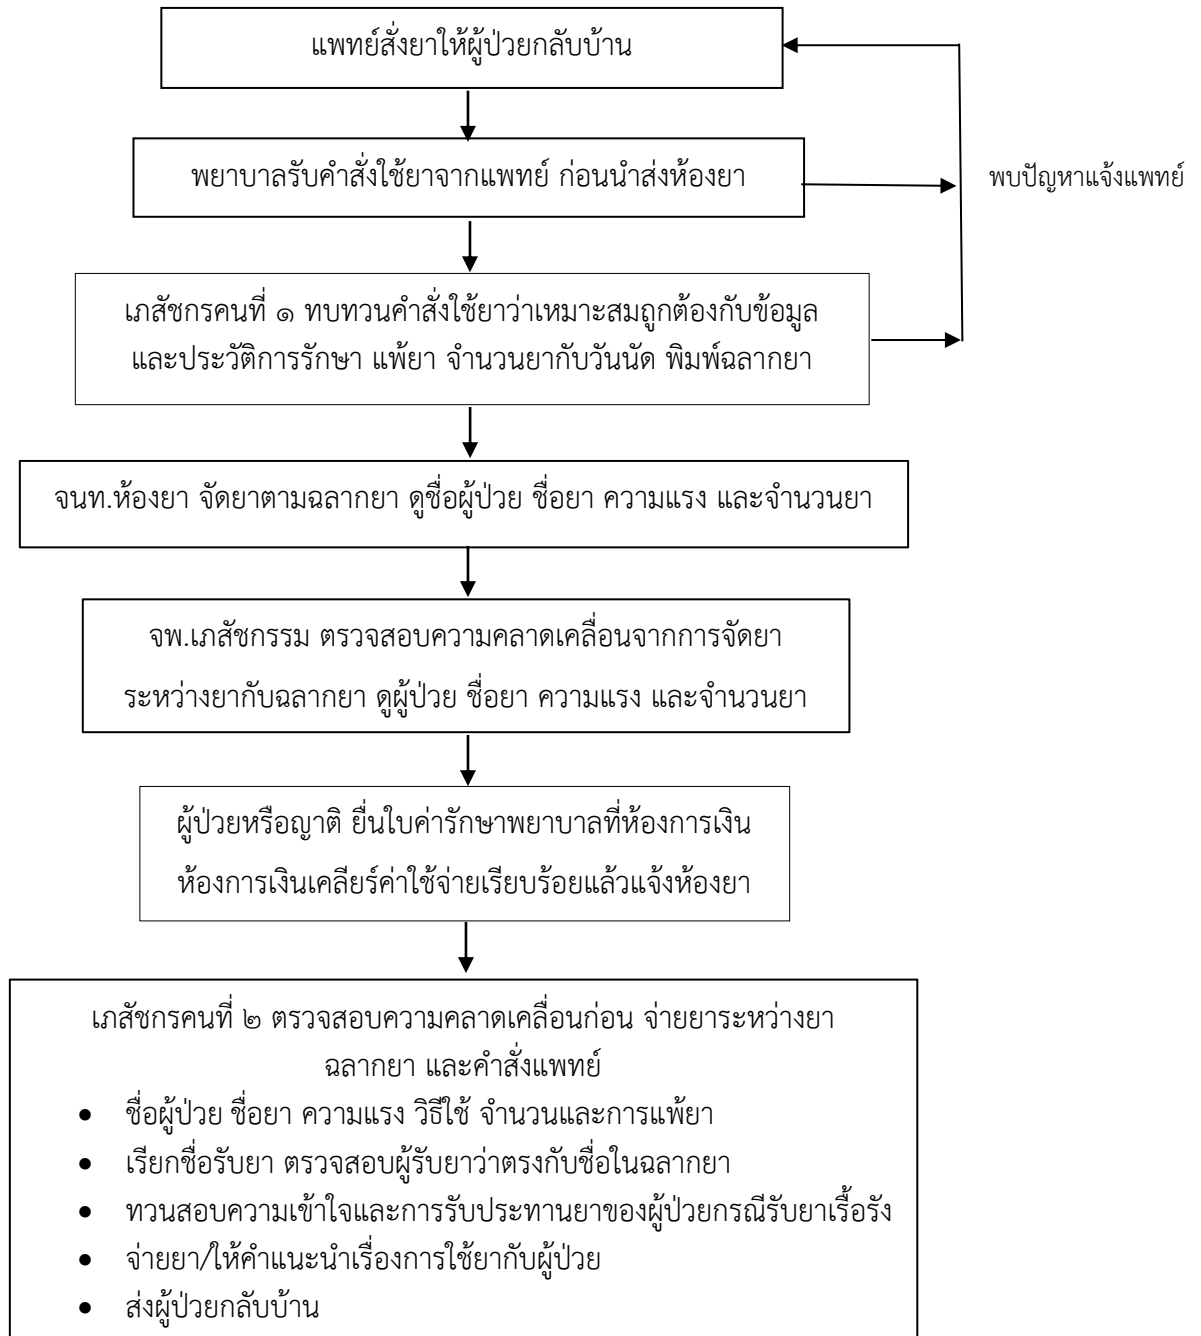 แพทย์สั่งยาให้ผู้ป่วยกลับบ้าน
พยาบาลรับคำสั่งใช้ยาจากแพทย์ ก่อนนำส่งห้องยา
พบปัญหาแจ้งแพทย์
เภสัชกรคนที่ ๑ ทบทวนคำสั่งใช้ยาว่าเหมาะสมถูกต้องกับข้อมูล
และประวัติการรักษา แพ้ยา จำนวนยากับวันนัด พิมพ์ฉลากยา
จนท.ห้องยา จัดยาตามฉลากยา ดูชื่อผู้ป่วย ชื่อยา ความแรง และจำนวนยา
จพ.เภสัชกรรม ตรวจสอบความคลาดเคลื่อนจากการจัดยา
ระหว่างยากับฉลากยา ดูผู้ป่วย ชื่อยา ความแรง และจำนวนยา
ผู้ป่วยหรือญาติ ยื่นใบค่ารักษาพยาบาลที่ห้องการเงิน
ห้องการเงินเคลียร์ค่าใช้จ่ายเรียบร้อยแล้วแจ้งห้องยา
เภสัชกรคนที่ ๒ ตรวจสอบความคลาดเคลื่อนก่อน จ่ายยาระหว่างยา
ฉลากยา และคำสั่งแพทย์
• ชื่อผู้ป่วย ชื่อยา ความแรง วิธีใช้ จำนวนและการแพ้ยา
• เรียกชื่อรับยา ตรวจสอบผู้รับยาว่าตรงกับชื่อในฉลากยา
• ทวนสอบความเข้าใจและการรับประทานยาของผู้ป่วยกรณีรับยาเรื้อรัง
• จ่ายยา/ให้คำแนะนำเรื่องการใช้ยากับผู้ป่วย
• ส่งผู้ป่วยกลับบ้าน